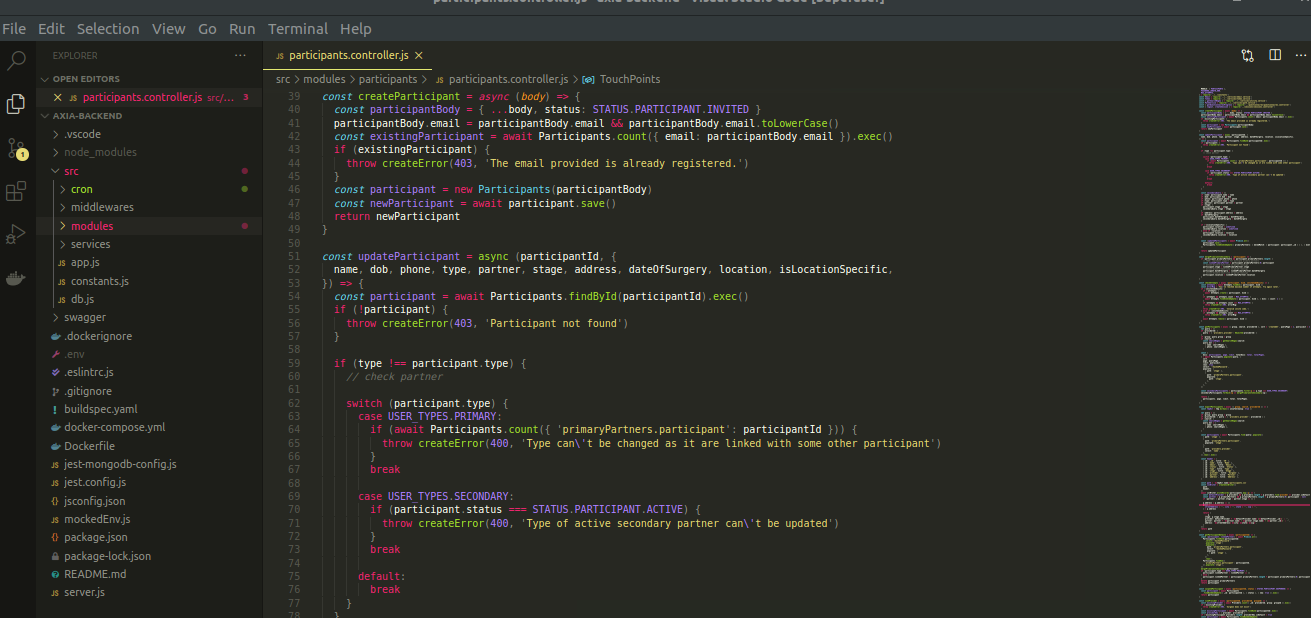 participants.controller.js - axia-backend - Visual Studio Code [Superuser]
File Edit Selection View Go Run Terminal Help
EXPLORER ...
OPEN EDITORS
JS participants.controller.js src/... 3
AXIA-BACKEND
.vscode
node_modules
src
cron
middlewares
modules
services
JS app.js
JS constants.js
JS db.js
swagger
.dockerignore
.env
.eslintrc.js
.gitignore
! buildspec.yaml
docker-compose.yml
Dockerfile
JS jest-mongodb-config.js
JS jest.config.js
{} jsconfig.json
JS mockedEnv.js
{} package.json
package-lock.json
README.md
JS server.js
1
JS participants.controller.js
src > modules > participants > JS participants.controller.js > TouchPoints
39 const createParticipant = async (body) => {
40 const participantBody = { ...body, status: STATUS.PARTICIPANT.INVITED }
41 participantBody.email = participantBody.email && participantBody.email.toLowerCase()
42 const existingParticipant = await Participants.count({ email: participantBody.email }).exec()
43 if (existingParticipant) {
44 throw createError(403, 'The email provided is already registered.')
45 }
46 const participant = new Participants(participantBody)
47 const newParticipant = await participant.save()
48 return newParticipant
49 }
50
51 const updateParticipant = async (participantId, {
52 name, dob, phone, type, partner, stage, address, dateOfSurgery, location, isLocationSpecific,
53 }) => {
54 const participant = await Participants.findById(participantId).exec()
55 if (!participant) {
56 throw createError(403, 'Participant not found')
57 }
58
59 if (type !== participant.type) {
60 // check partner
61
62 switch (participant.type) {
63 case USER_TYPES.PRIMARY:
64 if (await Participants.count({ 'primaryPartners.participant': participantId })) {
65 throw createError(400, 'Type can\'t be changed as it are linked with some other participant')
66 }
67 break
68
69 case USER_TYPES.SECONDARY:
70 if (participant.status === STATUS.PARTICIPANT.ACTIVE) {
71 throw createError(400, 'Type of active secondary partner can\'t be updated')
72 }
73 break
74
75 default:
76 break
77 }
78 }